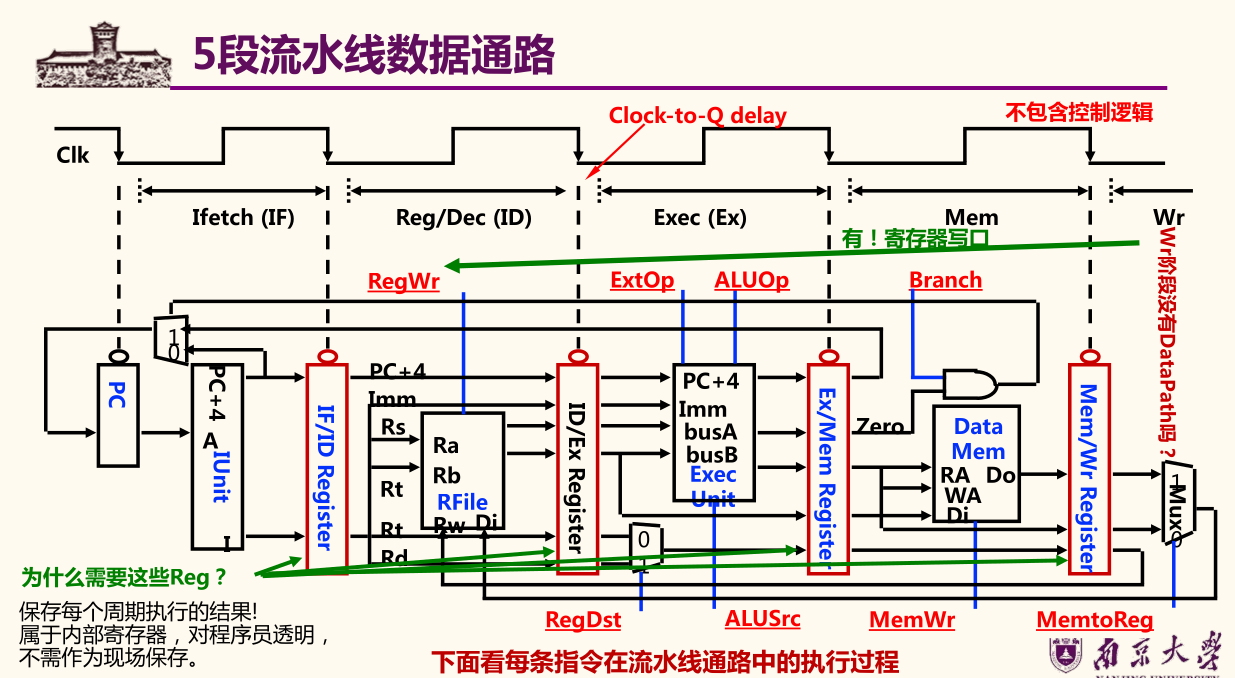 5段流水线数据通路
Clock-to-Q delay
不包含控制逻辑
Clk
Ifetch (IF)
Reg/Dec (ID)
Exec (Ex)
Mem
Wr
有！寄存器写口
Wr阶段没有DataPath吗？
RegWr
ExtOp
ALUOp
Branch
1
0
PC
PC+4
A
IUnit
I
IF/ID Register
PC+4
Imm
Rs
Rt
Rt
Rd
Ra
Rb
RFile
Rw
Di
ID/Ex Register
PC+4
Imm
busA
busB
Exec
Unit
0
1
Ex/Mem Register
Zero
Data
Mem
RA
Do
WA
Di
Mem/Wr Register
1
Mux
0
为什么需要这些Reg？
保存每个周期执行的结果!
属于内部寄存器，对程序员透明，
不需作为现场保存。
RegDst
ALUSrc
MemWr
MemtoReg
下面看每条指令在流水线通路中的执行过程
南京大学
NANJING UNIVERSITY